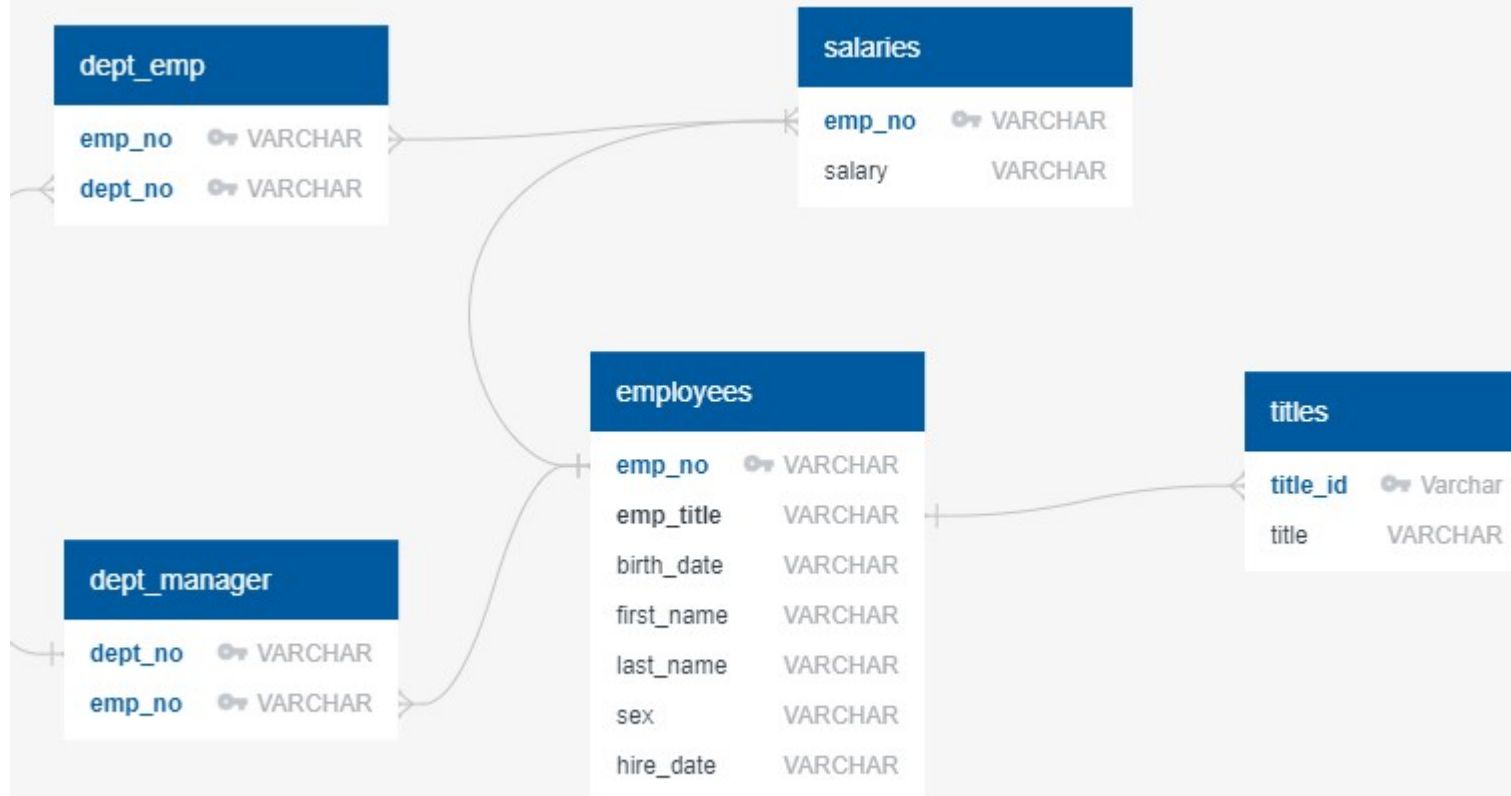 dept_emp
emp_no VARCHAR
dept_no VARCHAR
salaries
emp_no VARCHAR
salary VARCHAR
employees
emp_no VARCHAR
emp_title VARCHAR
birth_date VARCHAR
first_name VARCHAR
last_name VARCHAR
sex VARCHAR
hire_date VARCHAR
titles
title_id Varchar
title VARCHAR
dept_manager
dept_no VARCHAR
emp_no VARCHAR